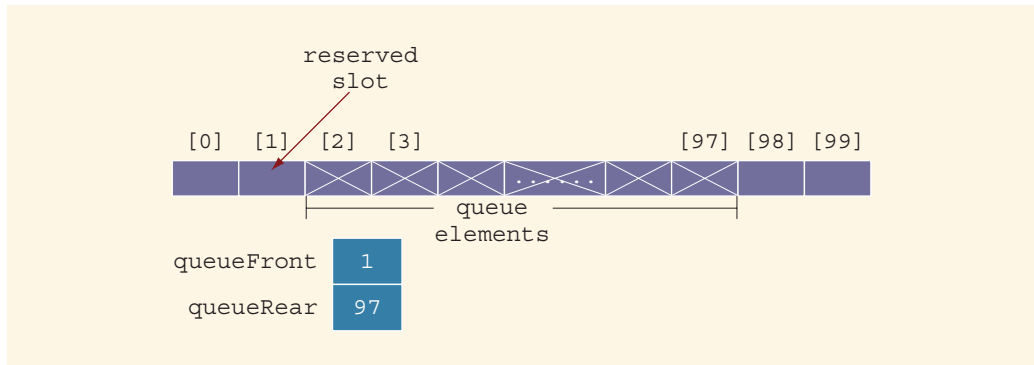 reserved
slot
[0] [1] [2] [3] [97] [98] [99]
......
queue
elements
queueFront 1
queueRear 97